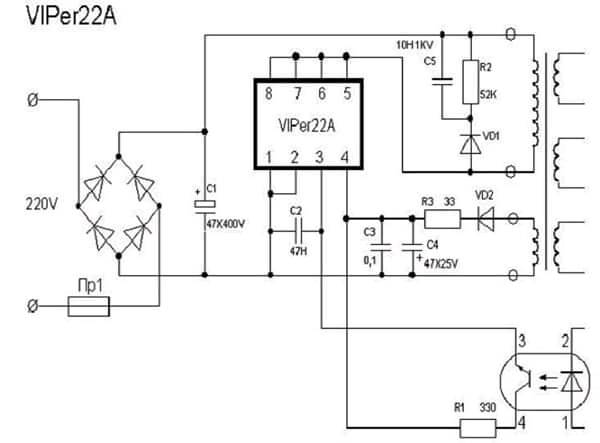 VIPer22A
10H1KV
C5
R2
52K
VD1
8 7 6 5
VIPer22A
1 2 3 4
220V
+ C1
47X400V
C2
47H
R3 33
VD2
C3
0,1
C4
+
47X25V
Пр1
3 2
R1 330
4 1